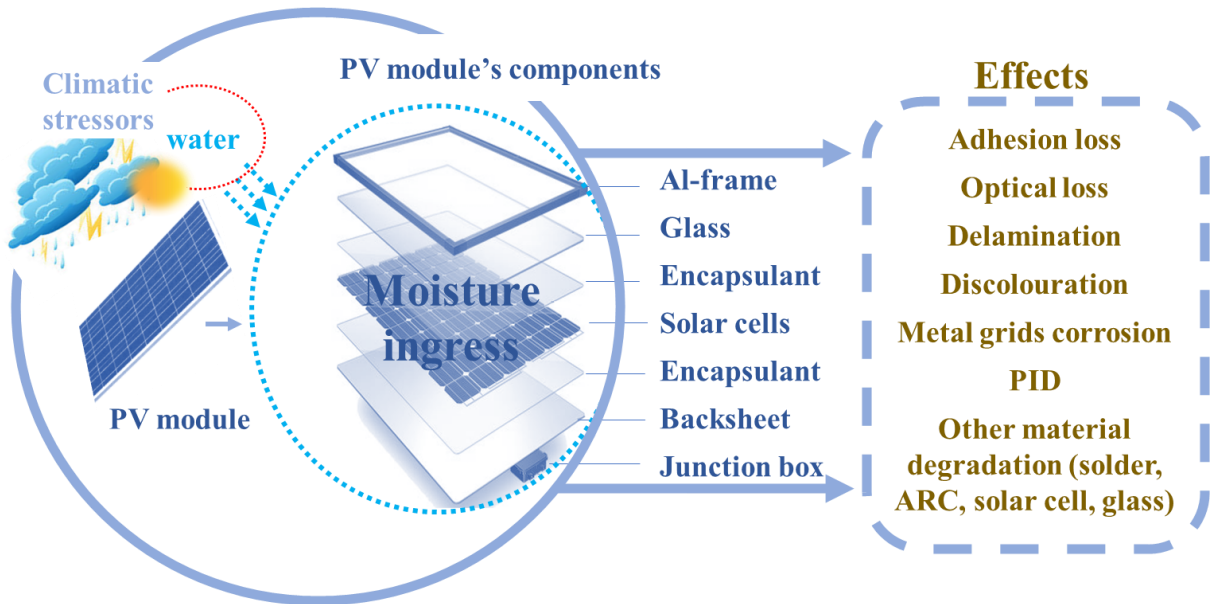 Climatic
stressors
water
PV module
PV module's components
Moisture
ingress
Al-frame
Glass
Encapsulant
Solar cells
Encapsulant
Backsheet
Junction box
Effects
Adhesion loss
Optical loss
Delamination
Discolouration
Metal grids corrosion
PID
Other material
degradation (solder,
ARC, solar cell, glass)